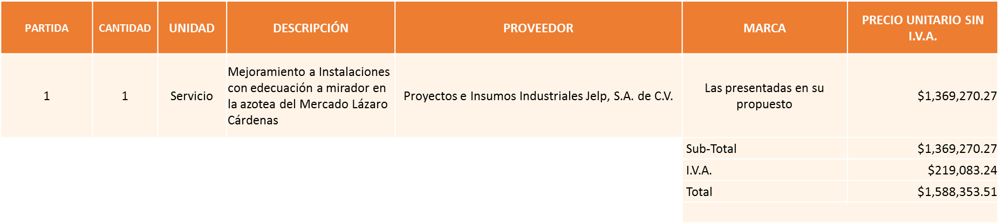 PARTIDA
CANTIDAD
UNIDAD
DESCRIPCIÓN
PROVEEDOR
MARCA
PRECIO UNITARIO SIN
I.V.A.
1
1
Servicio
Mejoramiento a Instalaciones
con edecuación a mirador en
la azotea del Mercado Lázaro
Cárdenas
Proyectos e Insumos Industriales Jelp, S.A. de C.V.
Las presentadas en su
propuesto
$1,369,270.27
Sub-Total
$1,369,270.27
I.V.A.
$219,083.24
Total
$1,588,353.51